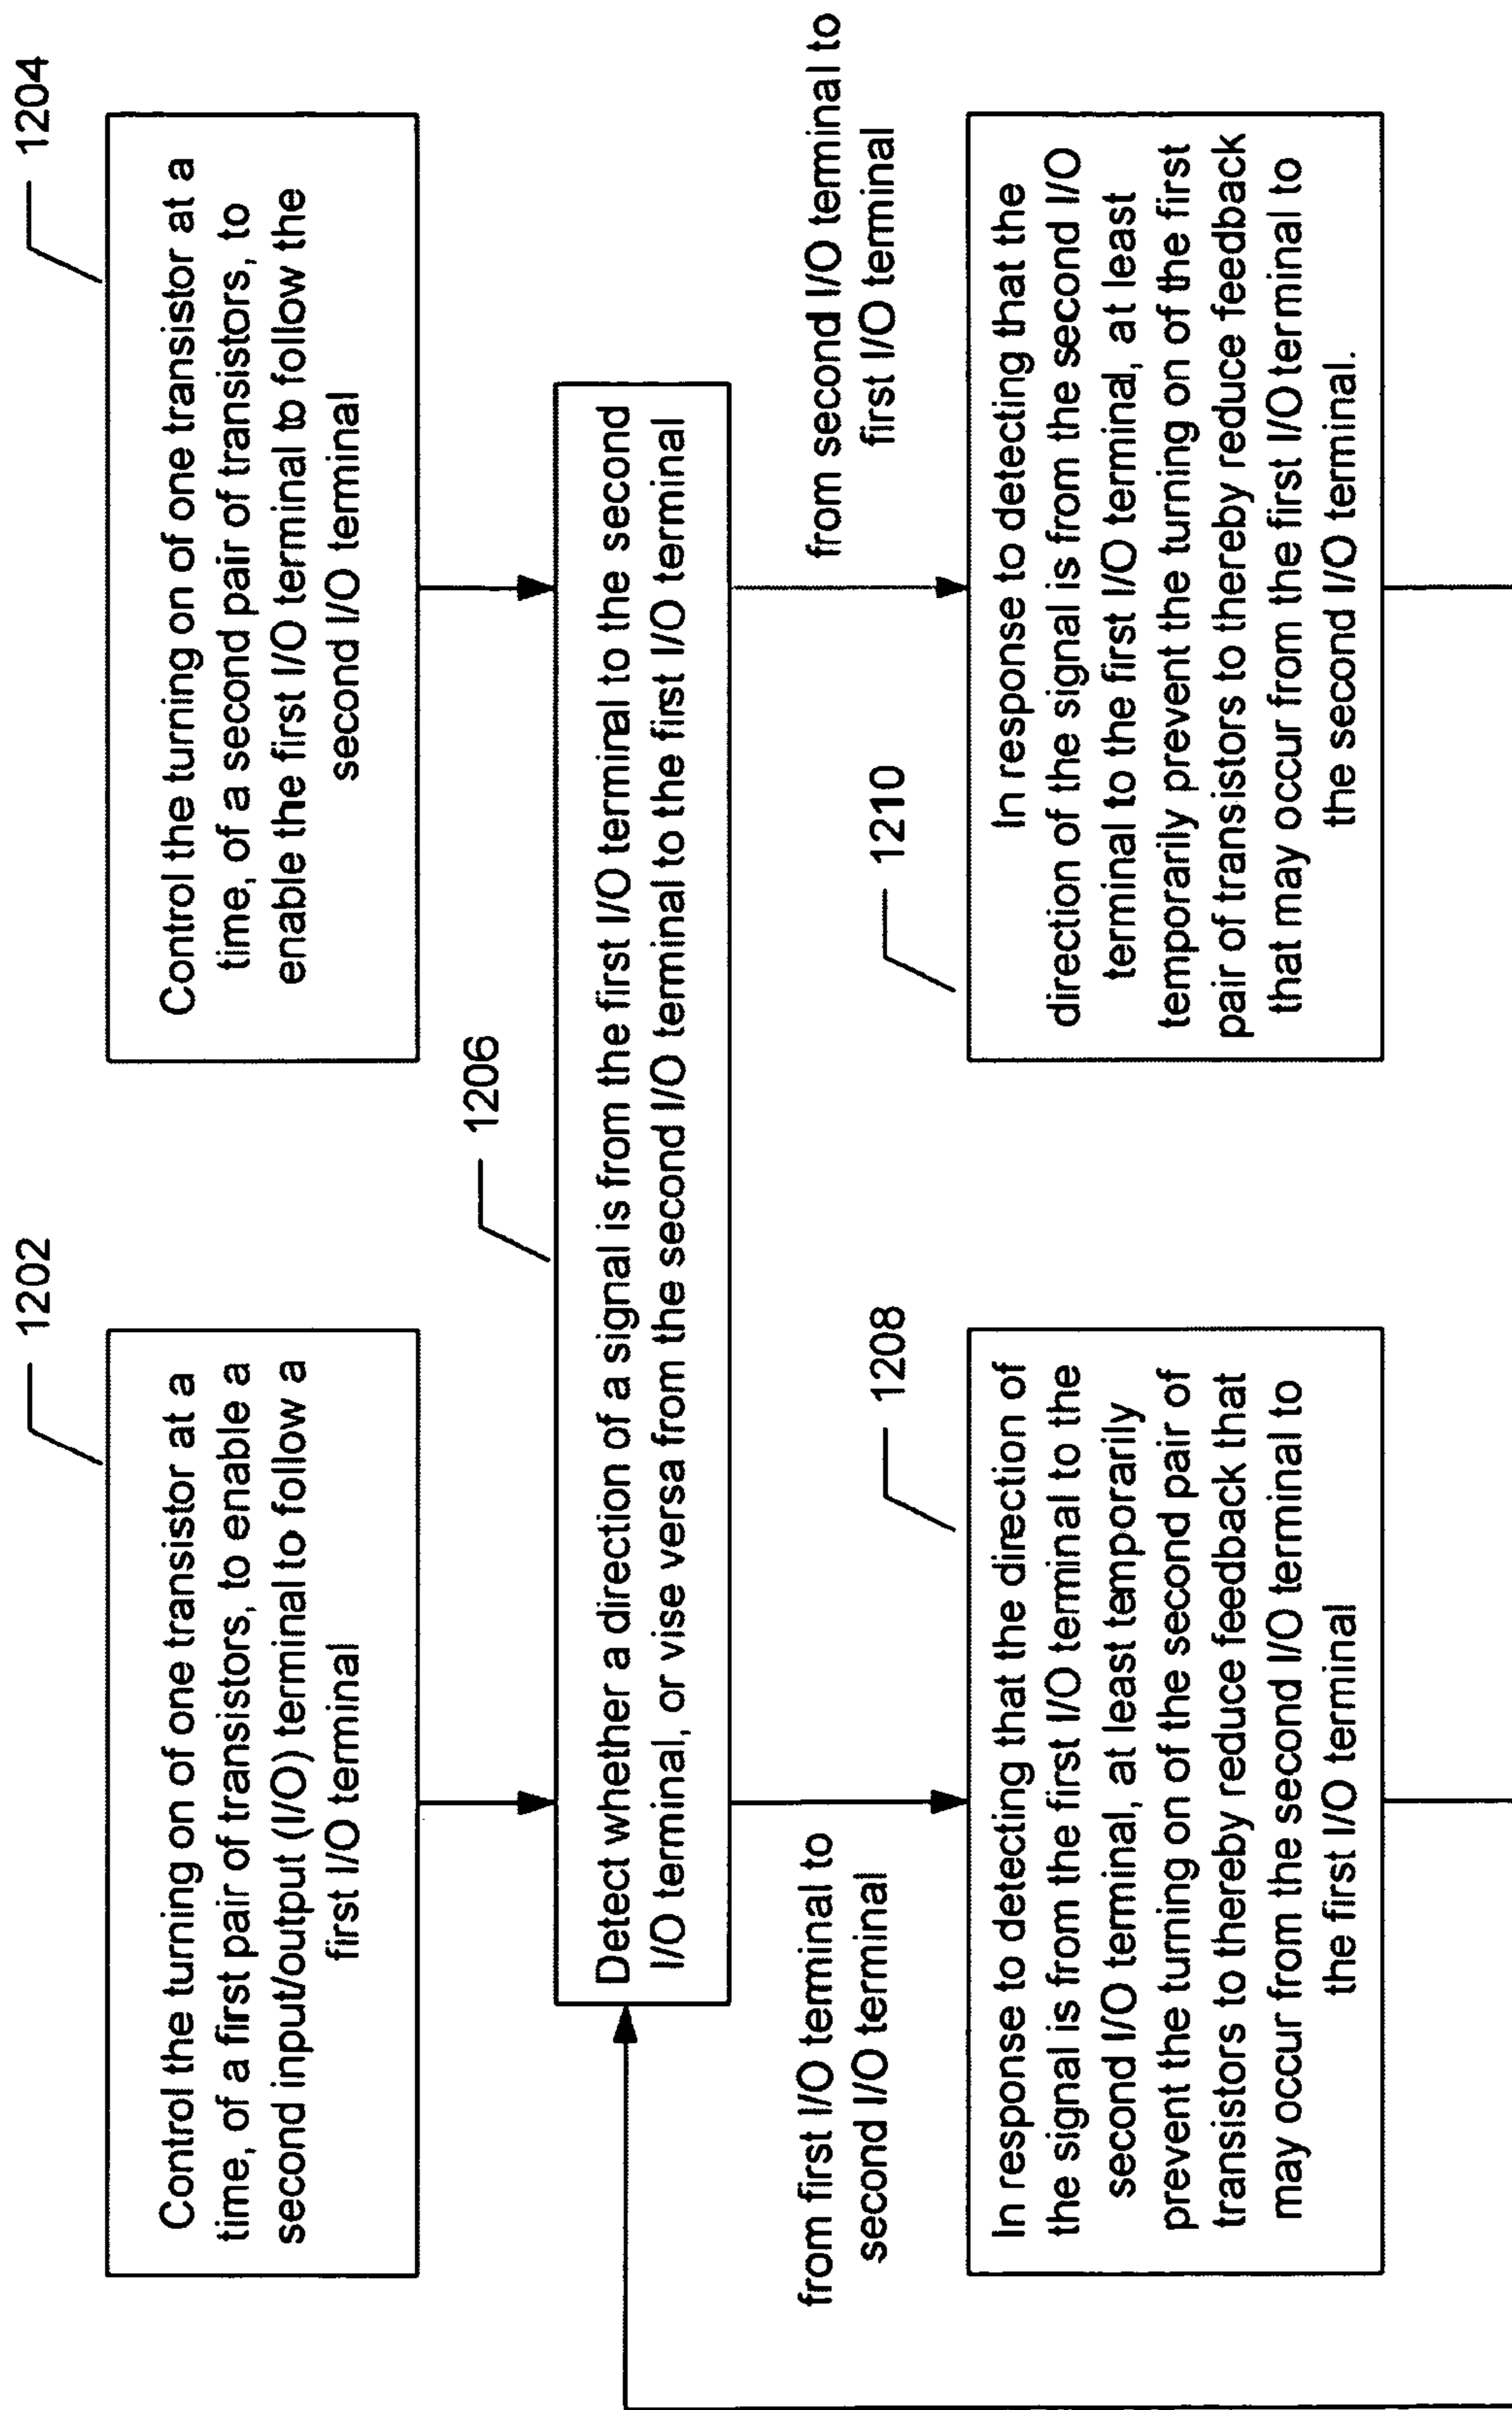 1202
Control the turning on of one transistor at a
time, of a first pair of transistors, to enable a
second input/output (I/O) terminal to follow a
first I/O terminal
1204
Control the turning on of one transistor at a
time, of a second pair of transistors, to
enable the first I/O terminal to follow the
second I/O terminal
1206
Detect whether a direction of a signal is from the first I/O terminal to the second
I/O terminal, or vise versa from the second I/O terminal to the first I/O terminal
from first I/O terminal to
second I/O terminal
from second I/O terminal to
first I/O terminal
1208
In response to detecting that the direction of
the signal is from the first I/O terminal to the
second I/O terminal, at least temporarily
prevent the turning on of the second pair of
transistors to thereby reduce feedback that
may occur from the second I/O terminal to
the first I/O terminal
1210
In response to detecting that the
direction of the signal is from the second I/O
terminal to the first I/O terminal, at least
temporarily prevent the turning on of the first
pair of transistors to thereby reduce feedback
that may occur from the first I/O terminal to
the second I/O terminal.